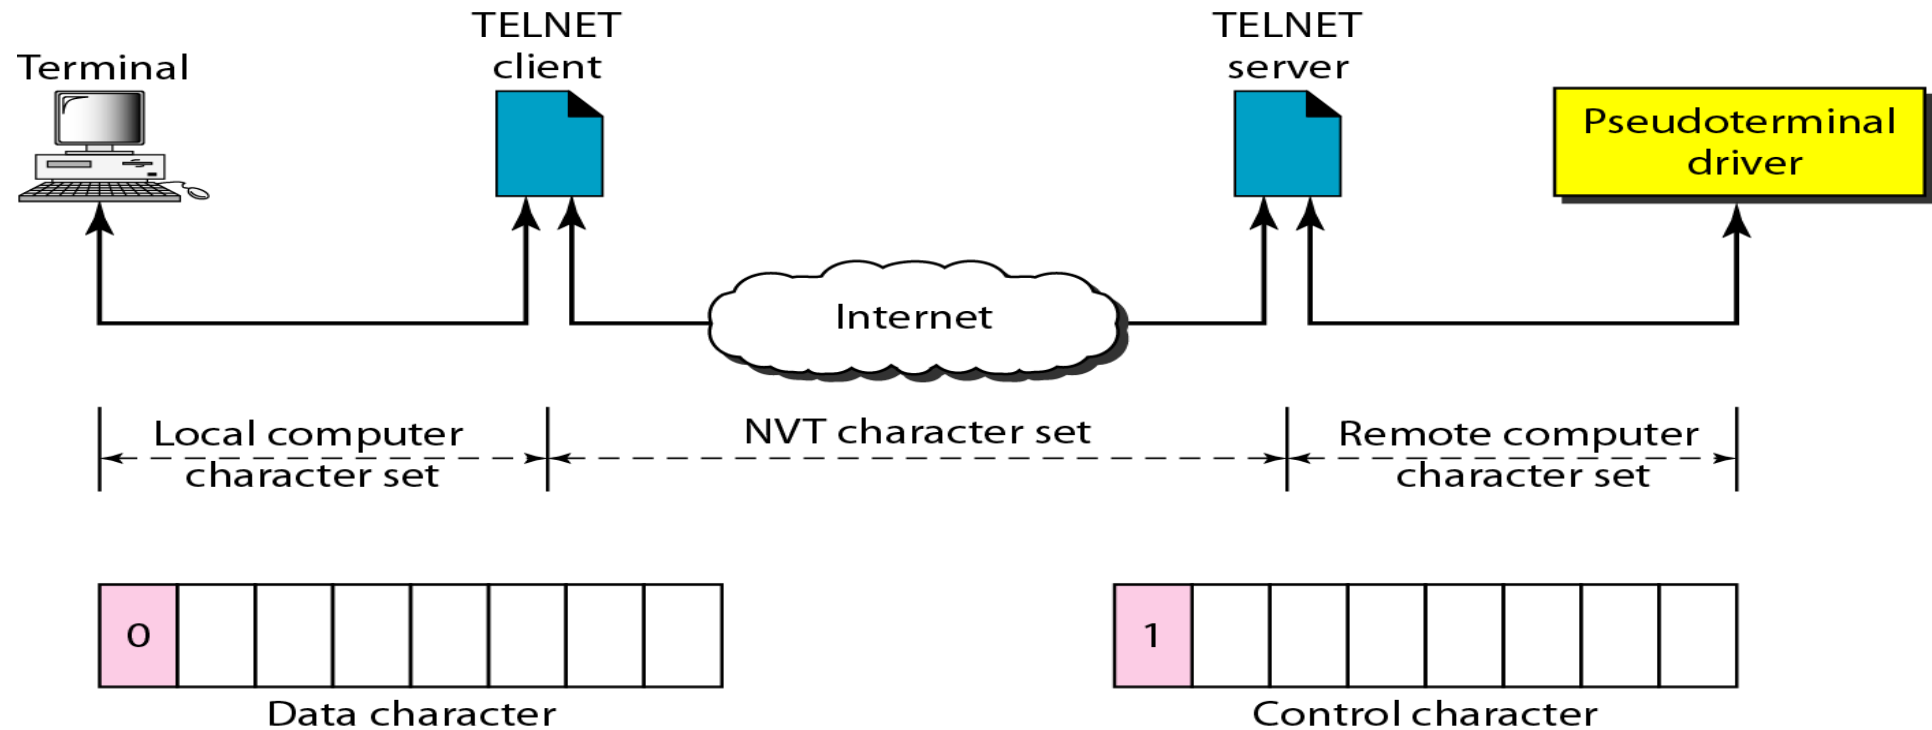 Terminal
TELNET
client
TELNET
server
Pseudoterminal
driver
Internet
Local computer
character set
NVT character set
Remote computer
character set
0
Data character
1
Control character